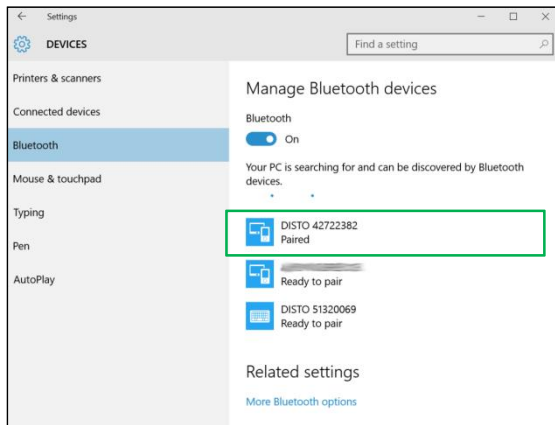 Settings
DEVICES
Find a setting
Printers & scanners
Connected devices
Bluetooth
Mouse & touchpad
Typing
Pen
AutoPlay
Manage Bluetooth devices
Bluetooth
On
Your PC is searching for and can be discovered by Bluetooth
devices.
DISTO 42722382
Paired
Ready to pair
DISTO 51320069
Ready to pair
Related settings
More Bluetooth options